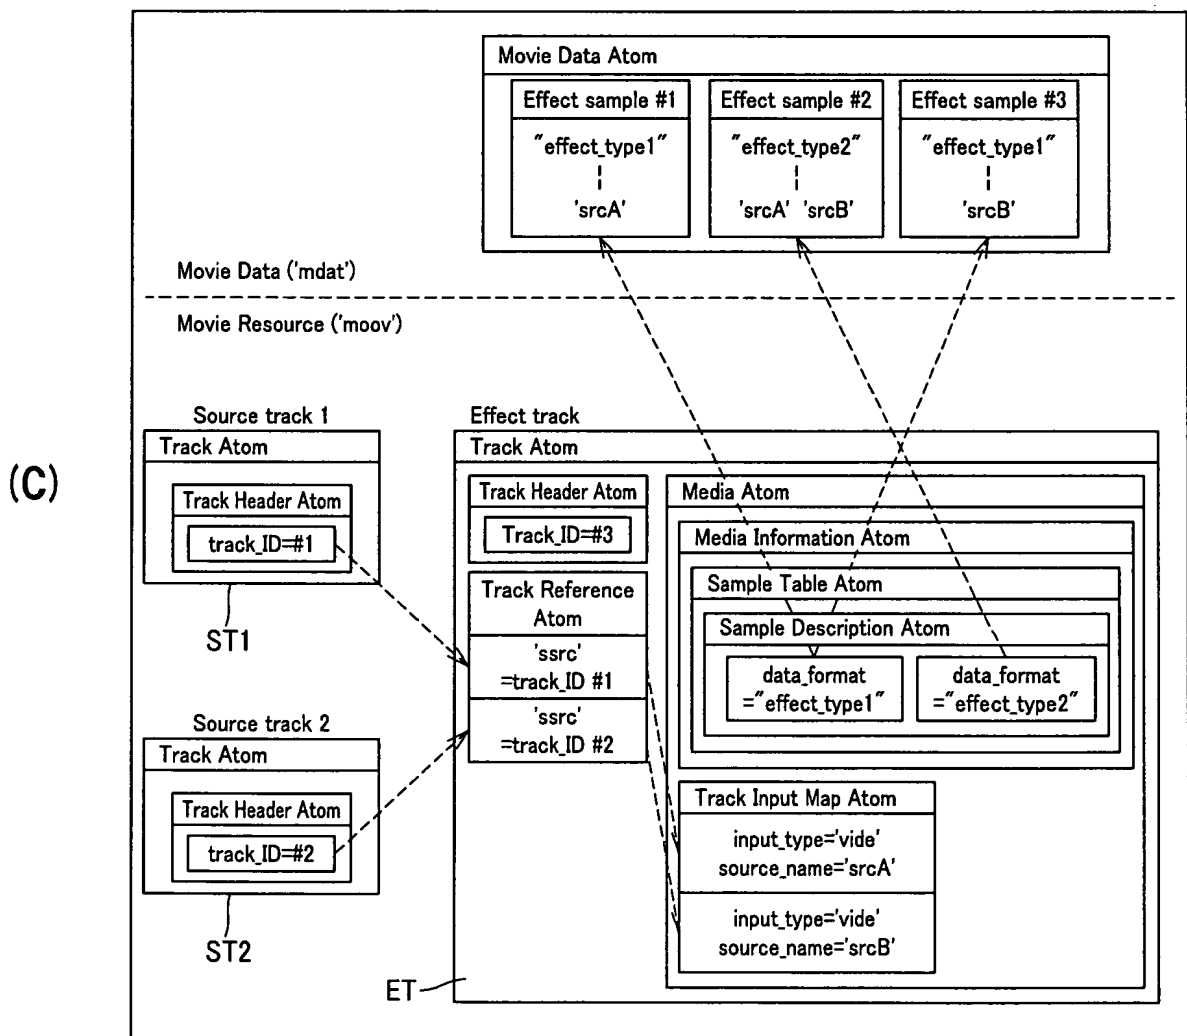 (C)
Movie Data Atom
Effect sample #1
"effect_type1"
'srcA'
Effect sample #2
"effect_type2"
'srcA' 'srcB'
Effect sample #3
"effect_type1"
'srcB'
Movie Data ('mdat')
Movie Resource ('moov')
Source track 1
Track Atom
Track Header Atom
track_ID=#1
ST1
Source track 2
Track Atom
Track Header Atom
track_ID=#2
ST2
Effect track
Track Atom
Track Header Atom
Track_ID=#3
Track Reference
Atom
'ssrc'
=track_ID #1
'ssrc'
=track_ID #2
Media Atom
Media Information Atom
Sample Table Atom
Sample Description Atom
data_format
="effect_type1"
data_format
="effect_type2"
Track Input Map Atom
input_type='vide'
source_name='srcA'
input_type='vide'
source_name='srcB'
ET